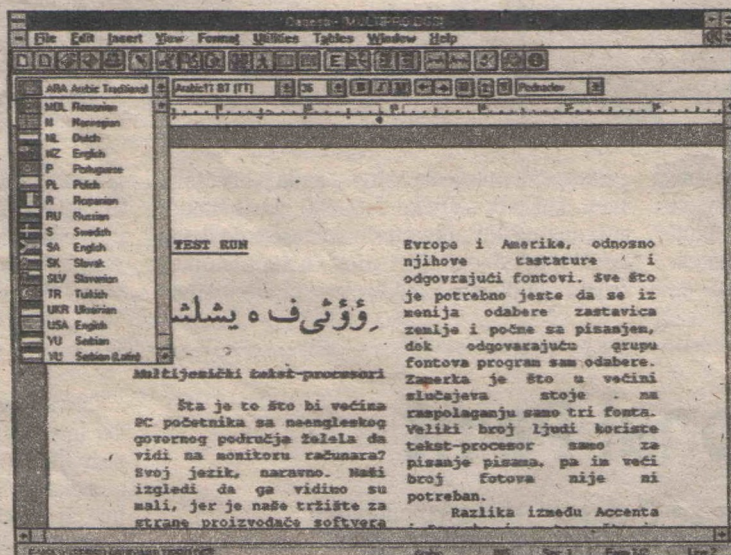 File Edit Insert View Format Utilities Tables Window Help
ARA Arabic Traditional
36
MOL Romanian
N Norwegian
NL Dutch
NZ English
P Portuguese
PL Polish
R Romanian
RU Russian
S Swedish
SA English
SK Slovak
SLV Slovenian
TR Turkish
UKR Ukrainian
USA English
YU Serbian
YU Serbian (Latin)
TEST RUN
Multijezički tekst-procesori
Šta je to što bi većina
PC početnika sa neengleskog
govornog područja želela da
vidi na monitoru računara?
Svoj jezik, naravno. Naši
izgledi da ga vidimo su
mali, jer je naše tržište za
strane proizvođače softvera
Evrope i Amerike, odnosno
njihove tastature i
odgovrajući fontovi. Sve što
je potrebno jeste da se iz
menija odabere zastavica
zemlje i počne sa pisanjem,
dok odgovarajuću grupu
fontova program sam odabere.
Zamerka je što u većini
slučajeva stoje na
raspolaganju samo tri fonta.
Veliki broj ljudi koriste
tekst-procesor samo za
pisanje pisama, pa im veći
broj fotova nije ni
potreban.
Razlika između Accenta